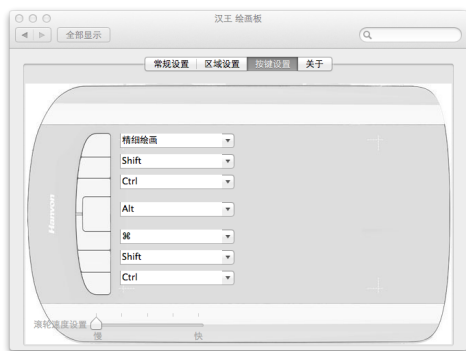 汉王 绘画板
全部显示
常规设置 区域设置 按键设置 关于
精细绘画
Shift
Ctrl
Alt
⌘
Shift
Ctrl
Hanvon
滚轮速度设置
慢 快